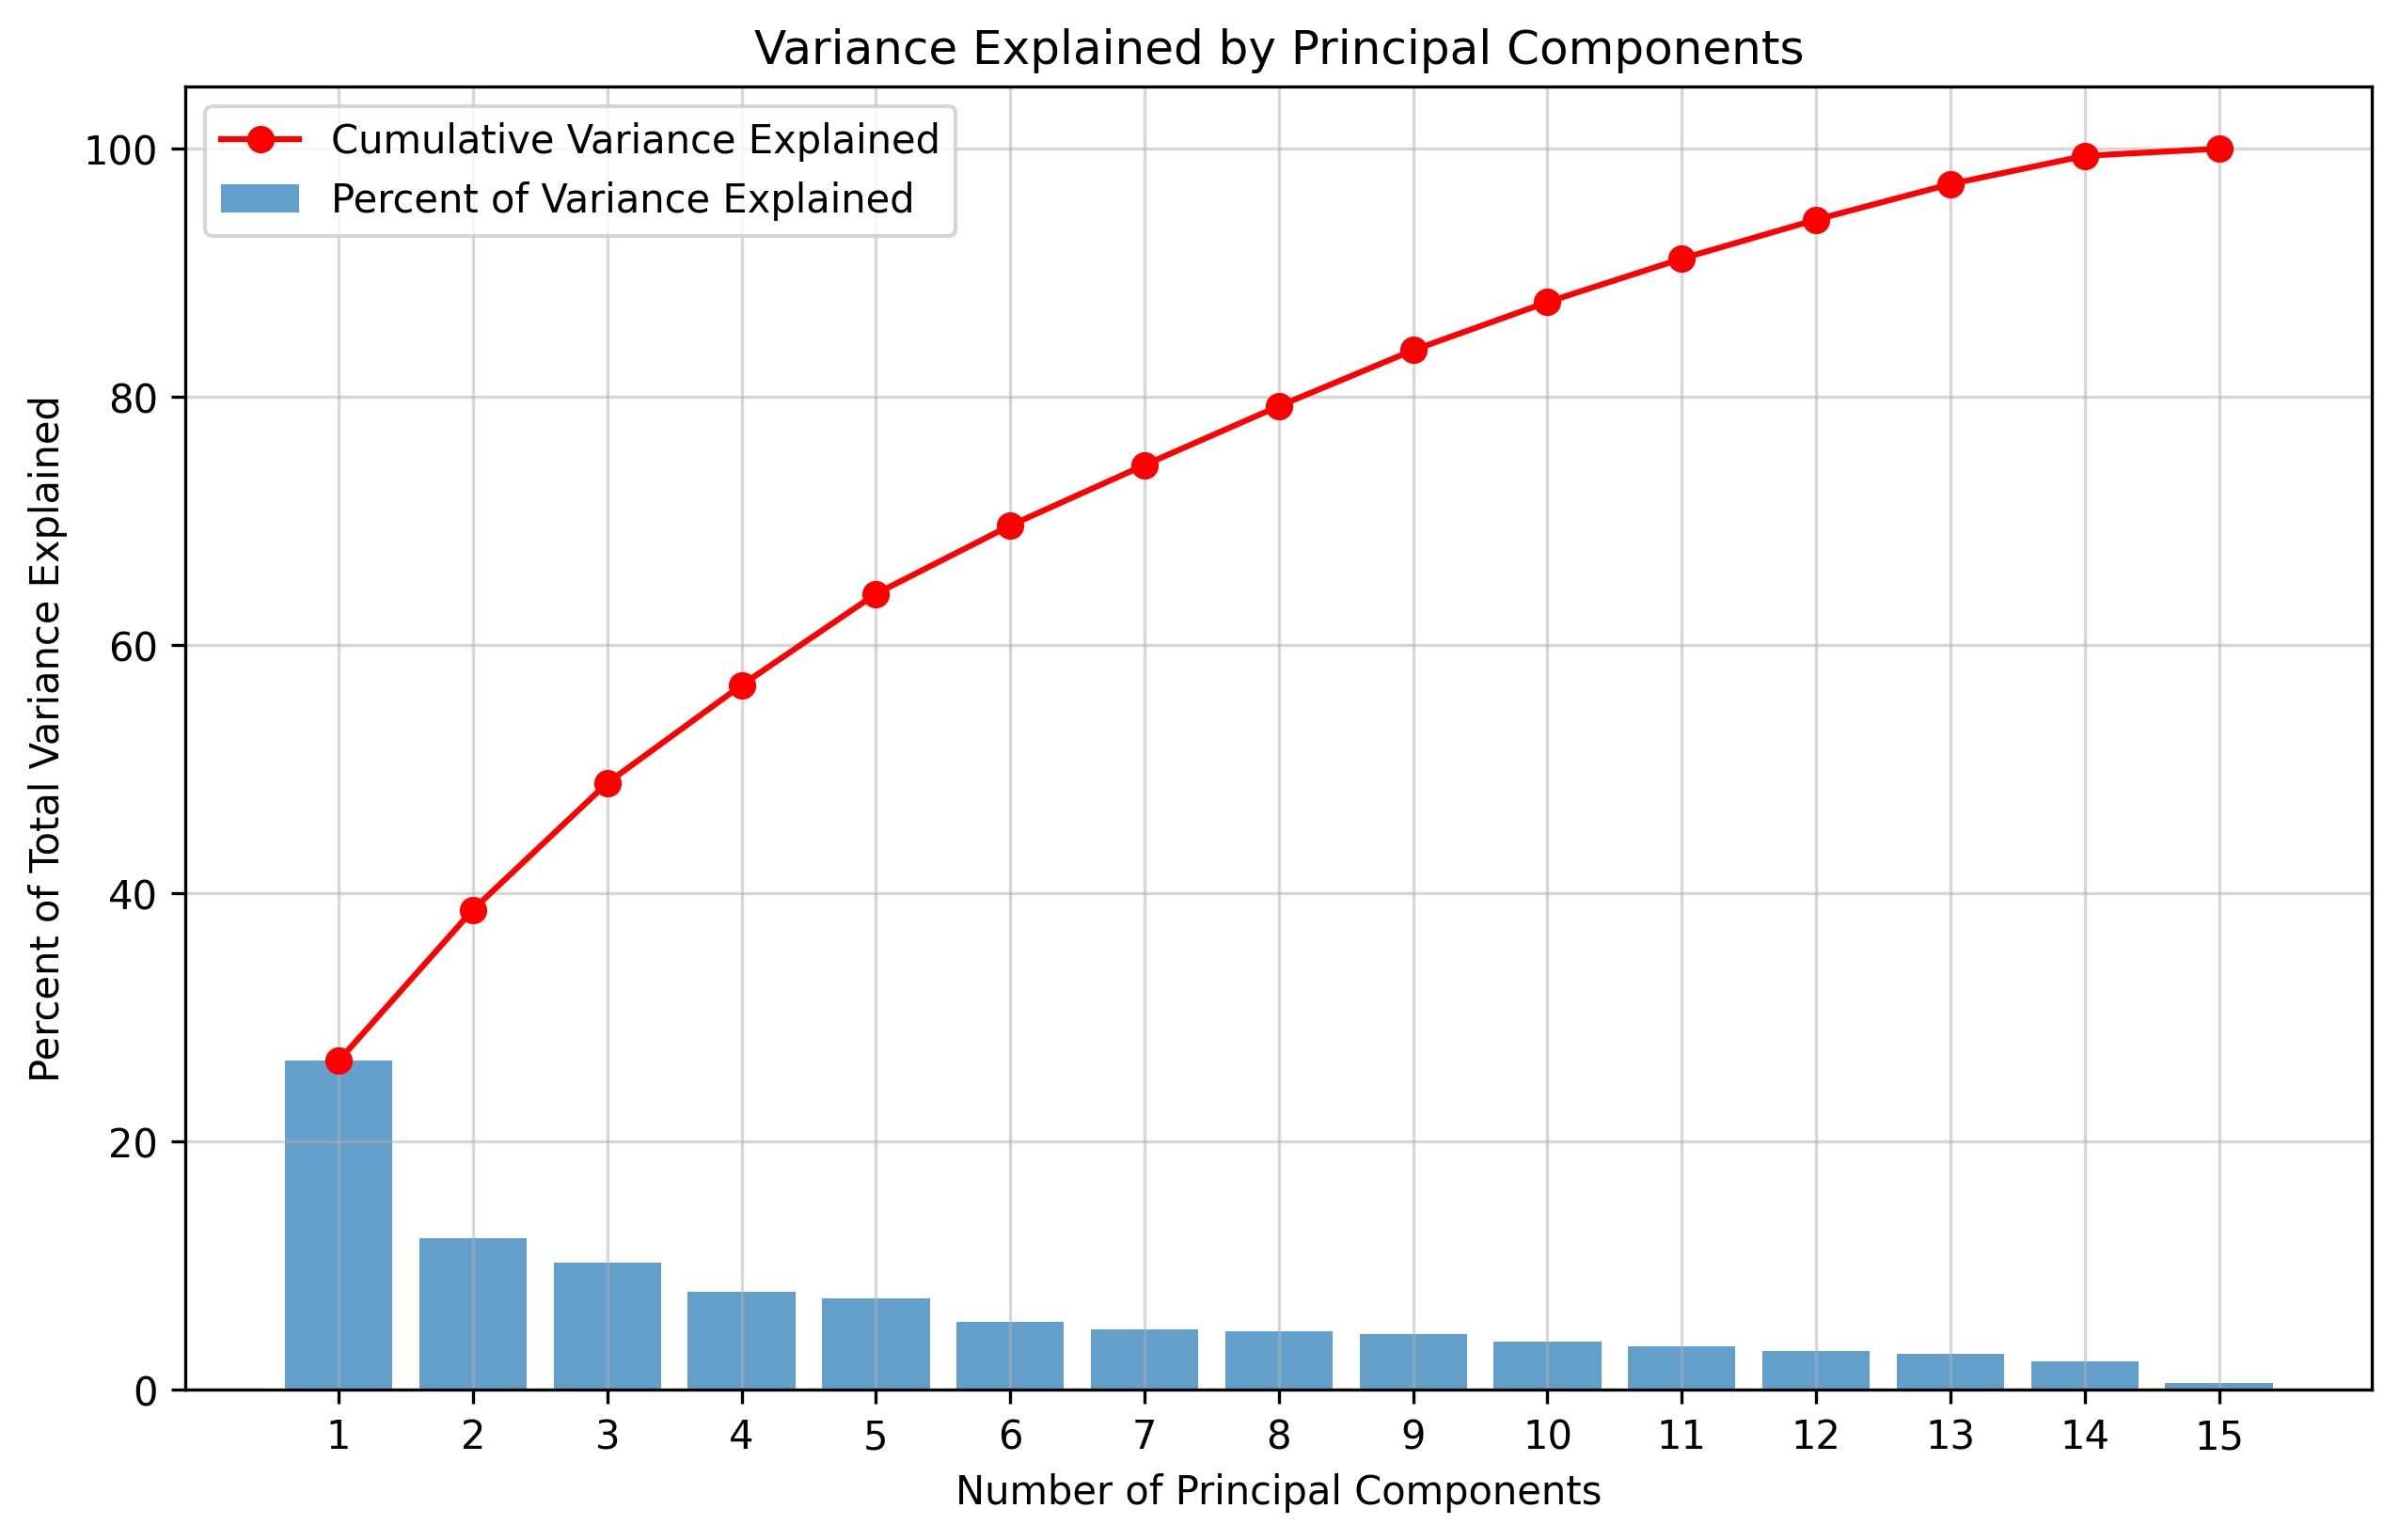 Variance Explained by Principal Components
Cumulative Variance Explained
Percent of Variance Explained
Percent of Total Variance Explained
100
80
60
40
20
0
1 2 3 4 5 6 7 8 9 10 11 12 13 14 15
Number of Principal Components